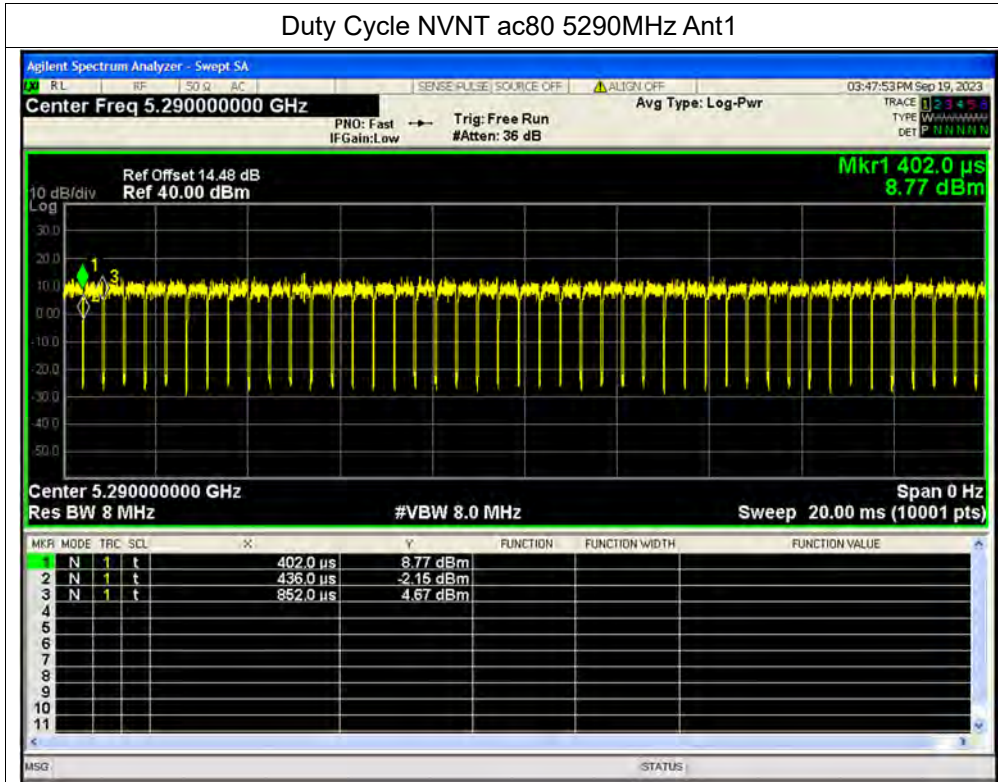 Duty Cycle NVNT ac80 5290MHz Ant1
Agilent Spectrum Analyzer - Swept SA
LXI RL RF 50 Ω AC SENSE:PULSE SOURCE OFF ALIGN OFF 03:47:53 PM Sep 19, 2023
Center Freq 5.290000000 GHz Avg Type: Log-Pwr TRACE 1 2 3 4 5 6
PNO: Fast Trig: Free Run TYPE W
IFGain:Low #Atten: 36 dB DET P N N N N N
Mkr1 402.0 µs
8.77 dBm
Ref Offset 14.48 dB
10 dB/div Ref 40.00 dBm
Log
30.0
20.0
1
3
10.0
2
0.00
-10.0
-20.0
-30.0
-40.0
-50.0
Center 5.290000000 GHz Span 0 Hz
Res BW 8 MHz #VBW 8.0 MHz Sweep 20.00 ms (10001 pts)
MKR MODE TRC SCL X Y FUNCTION FUNCTION WIDTH FUNCTION VALUE
1 N 1 t 402.0 µs 8.77 dBm
2 N 1 t 436.0 µs -2.15 dBm
3 N 1 t 852.0 µs 4.67 dBm
4
5
6
7
8
9
10
11
MSG STATUS